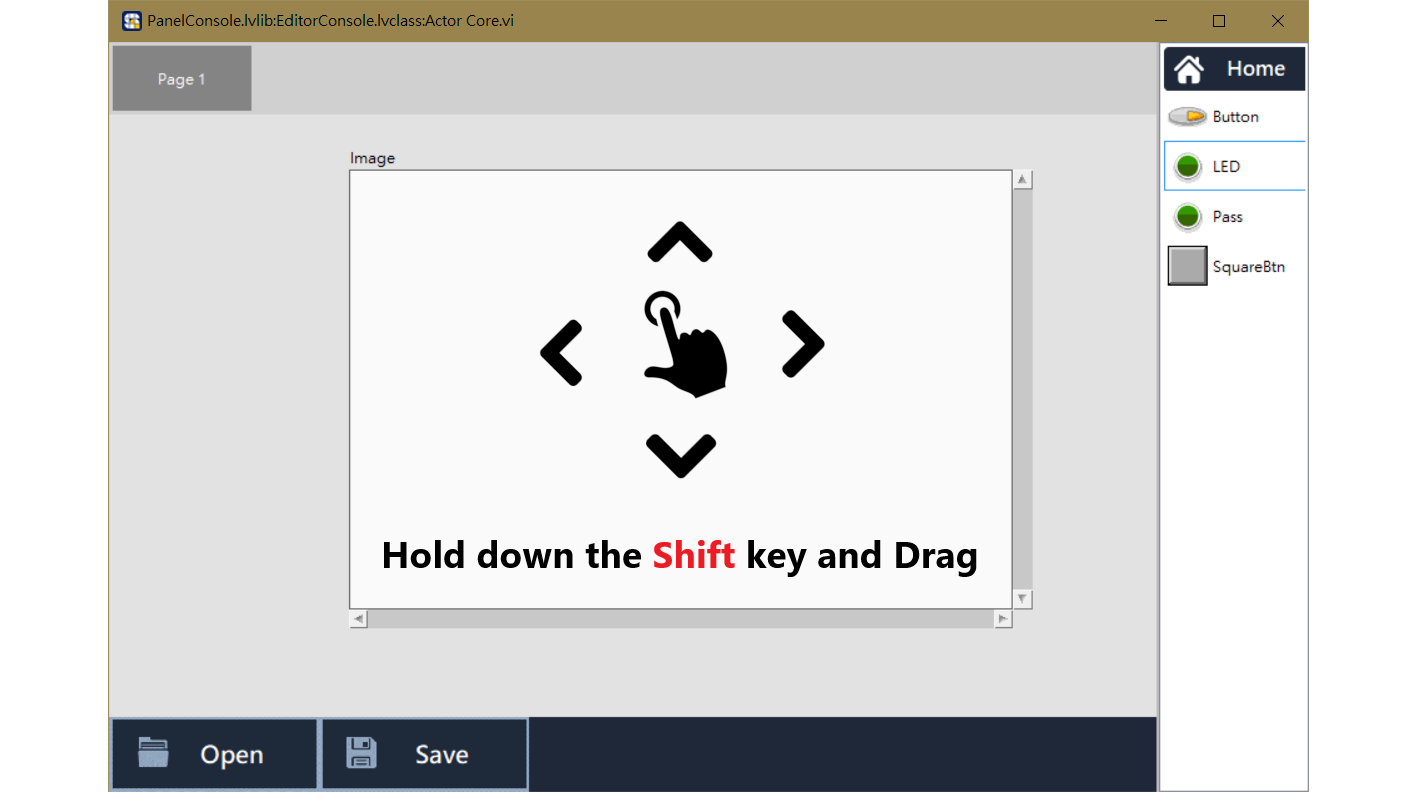 PanelConsole.lvlib:EditorConsole.lvclass:Actor Core.vi
Page 1
Image
Hold down the Shift key and Drag
Open
Save
Home
Button
LED
Pass
SquareBtn